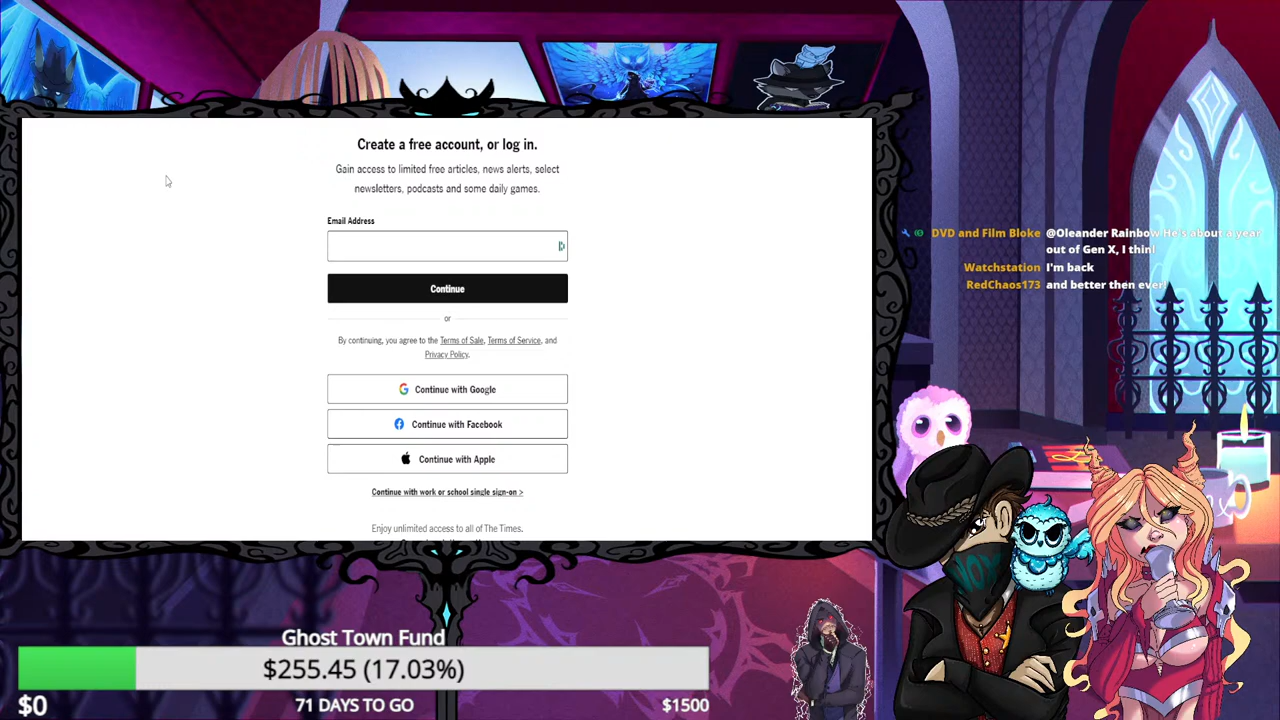 Create a free account, or log in.
Gain access to limited free articles, news alerts, select
newsletters, podcasts and some daily games.
Email Address
Continue
or
By continuing, you agree to the Terms of Sale, Terms of Service, and
Privacy Policy.
Continue with Google
Continue with Facebook
Continue with Apple
Continue with work or school single sign-on >
Enjoy unlimited access to all of The Times.
DVD and Film Bloke @Oleander Rainbow He's about a year
out of Gen X, I thinl
Watchstation I'm back
RedChaos173 and better then ever!
Ghost Town Fund
$255.45 (17.03%)
$0 71 DAYS TO GO $1500